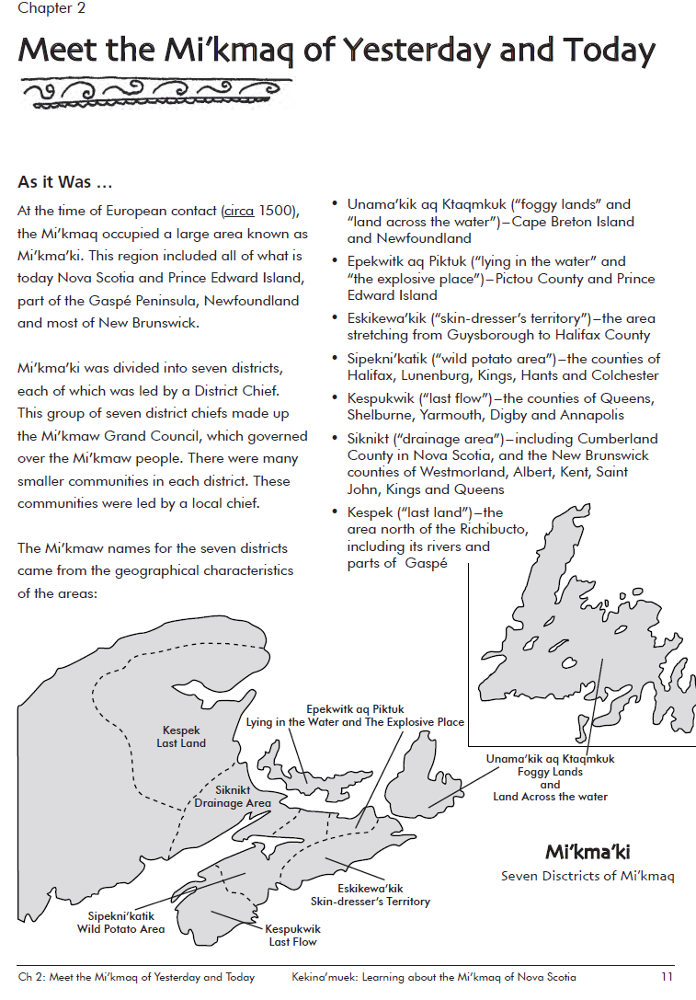 Chapter 2
Meet the Mi’kmaq of Yesterday and Today
As it Was …
At the time of European contact (circa 1500),
the Mi’kmaq occupied a large area known as
Mi’kma’ki. This region included all of what is
today Nova Scotia and Prince Edward Island,
part of the Gaspé Peninsula, Newfoundland
and most of New Brunswick.
Mi’kma’ki was divided into seven districts,
each of which was led by a District Chief.
This group of seven district chiefs made up
the Mi’kmaw Grand Council, which governed
over the Mi’kmaw people. There were many
smaller communities in each district. These
communities were led by a local chief.
The Mi’kmaw names for the seven districts
came from the geographical characteristics
of the areas:
• Unama’kik aq Ktaqmkuk (“foggy lands” and
“land across the water”)–Cape Breton Island
and Newfoundland
• Epekwitk aq Piktuk (“lying in the water” and
“the explosive place”)–Pictou County and Prince
Edward Island
• Eskikewa’kik (“skin-dresser’s territory”)–the area
stretching from Guysborough to Halifax County
• Sipekni’katik (“wild potato area”)–the counties of
Halifax, Lunenburg, Kings, Hants and Colchester
• Kespukwik (“last flow”)–the counties of Queens,
Shelburne, Yarmouth, Digby and Annapolis
• Siknikt (“drainage area”)–including Cumberland
County in Nova Scotia, and the New Brunswick
counties of Westmorland, Albert, Kent, Saint
John, Kings and Queens
• Kespek (“last land”)–the
area north of the Richibucto,
including its rivers and
parts of Gaspé
Epekwitk aq Piktuk
Lying in the Water and The Explosive Place
Kespek
Last Land
Unama’kik aq Ktaqmkuk
Foggy Lands
and
Land Across the water
Siknikt
Drainage Area
Mi’kma’ki
Seven Disctricts of Mi’kmaq
Eskikewa’kik
Skin-dresser’s Territory
Sipekni’katik
Wild Potato Area
Kespukwik
Last Flow
Ch 2: Meet the Mi’kmaq of Yesterday and Today
Kekina’muek: Learning about the Mi’kmaq of Nova Scotia
11